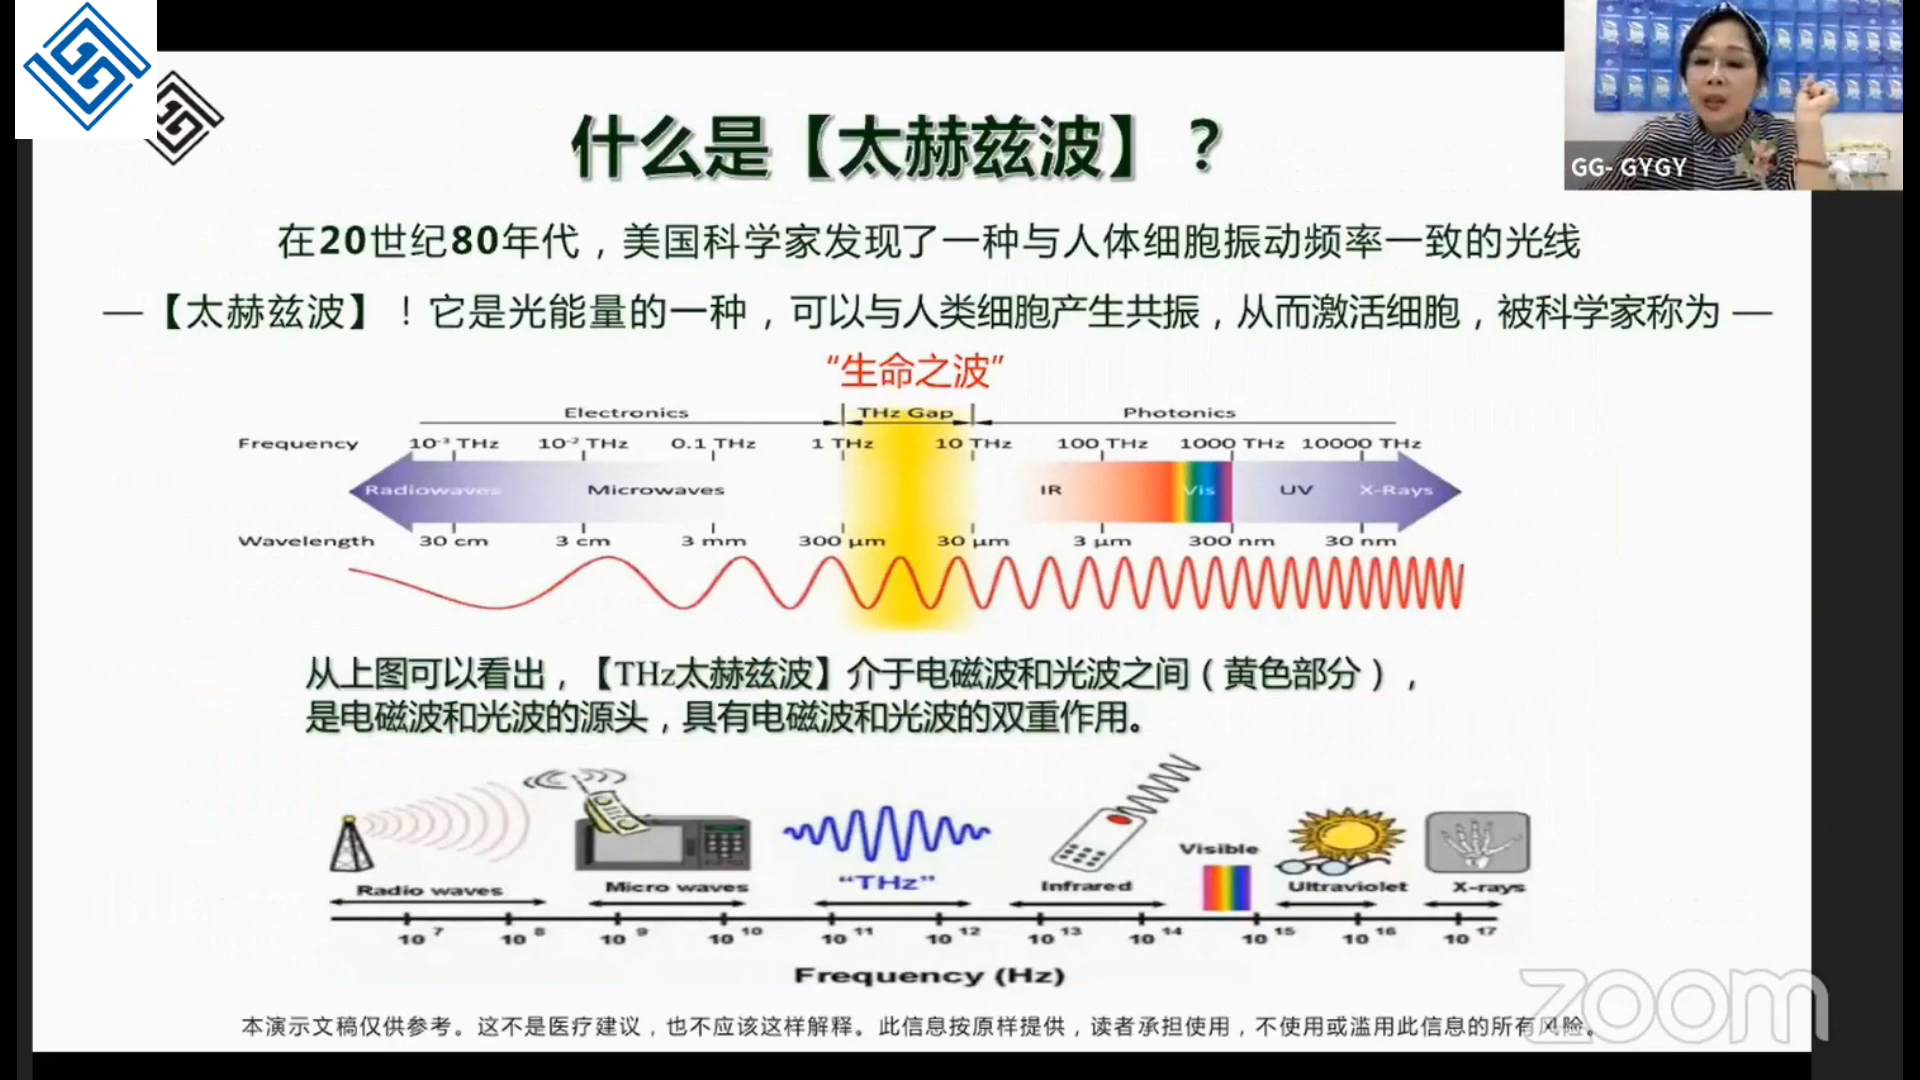 什么是【太赫兹波】？
GG- GYGY
在20世纪80年代，美国科学家发现了一种与人体细胞振动频率一致的光线
—【太赫兹波】！它是光能量的一种，可以与人类细胞产生共振，从而激活细胞，被科学家称为—
“生命之波”
Electronics THz Gap Photonics
Frequency 10⁻³ THz 10⁻² THz 0.1 THz 1 THz 10 THz 100 THz 1000 THz 10000 THz
Radiowaves Microwaves IR Vis UV X-Rays
Wavelength 30 cm 3 cm 3 mm 300 µm 30 µm 3 µm 300 nm 30 nm
从上图可以看出，【THz太赫兹波】介于电磁波和光波之间（黄色部分），
是电磁波和光波的源头，具有电磁波和光波的双重作用。
Radio waves Micro waves “THz” Infrared Visible Ultraviolet X-rays
10⁷ 10⁸ 10⁹ 10¹⁰ 10¹¹ 10¹² 10¹³ 10¹⁴ 10¹⁵ 10¹⁶ 10¹⁷
Frequency (Hz)
本演示文稿仅供参考。这不是医疗建议，也不应该这样解释。此信息按原样提供，读者承担使用，不使用或滥用此信息的所有风险。
zoom